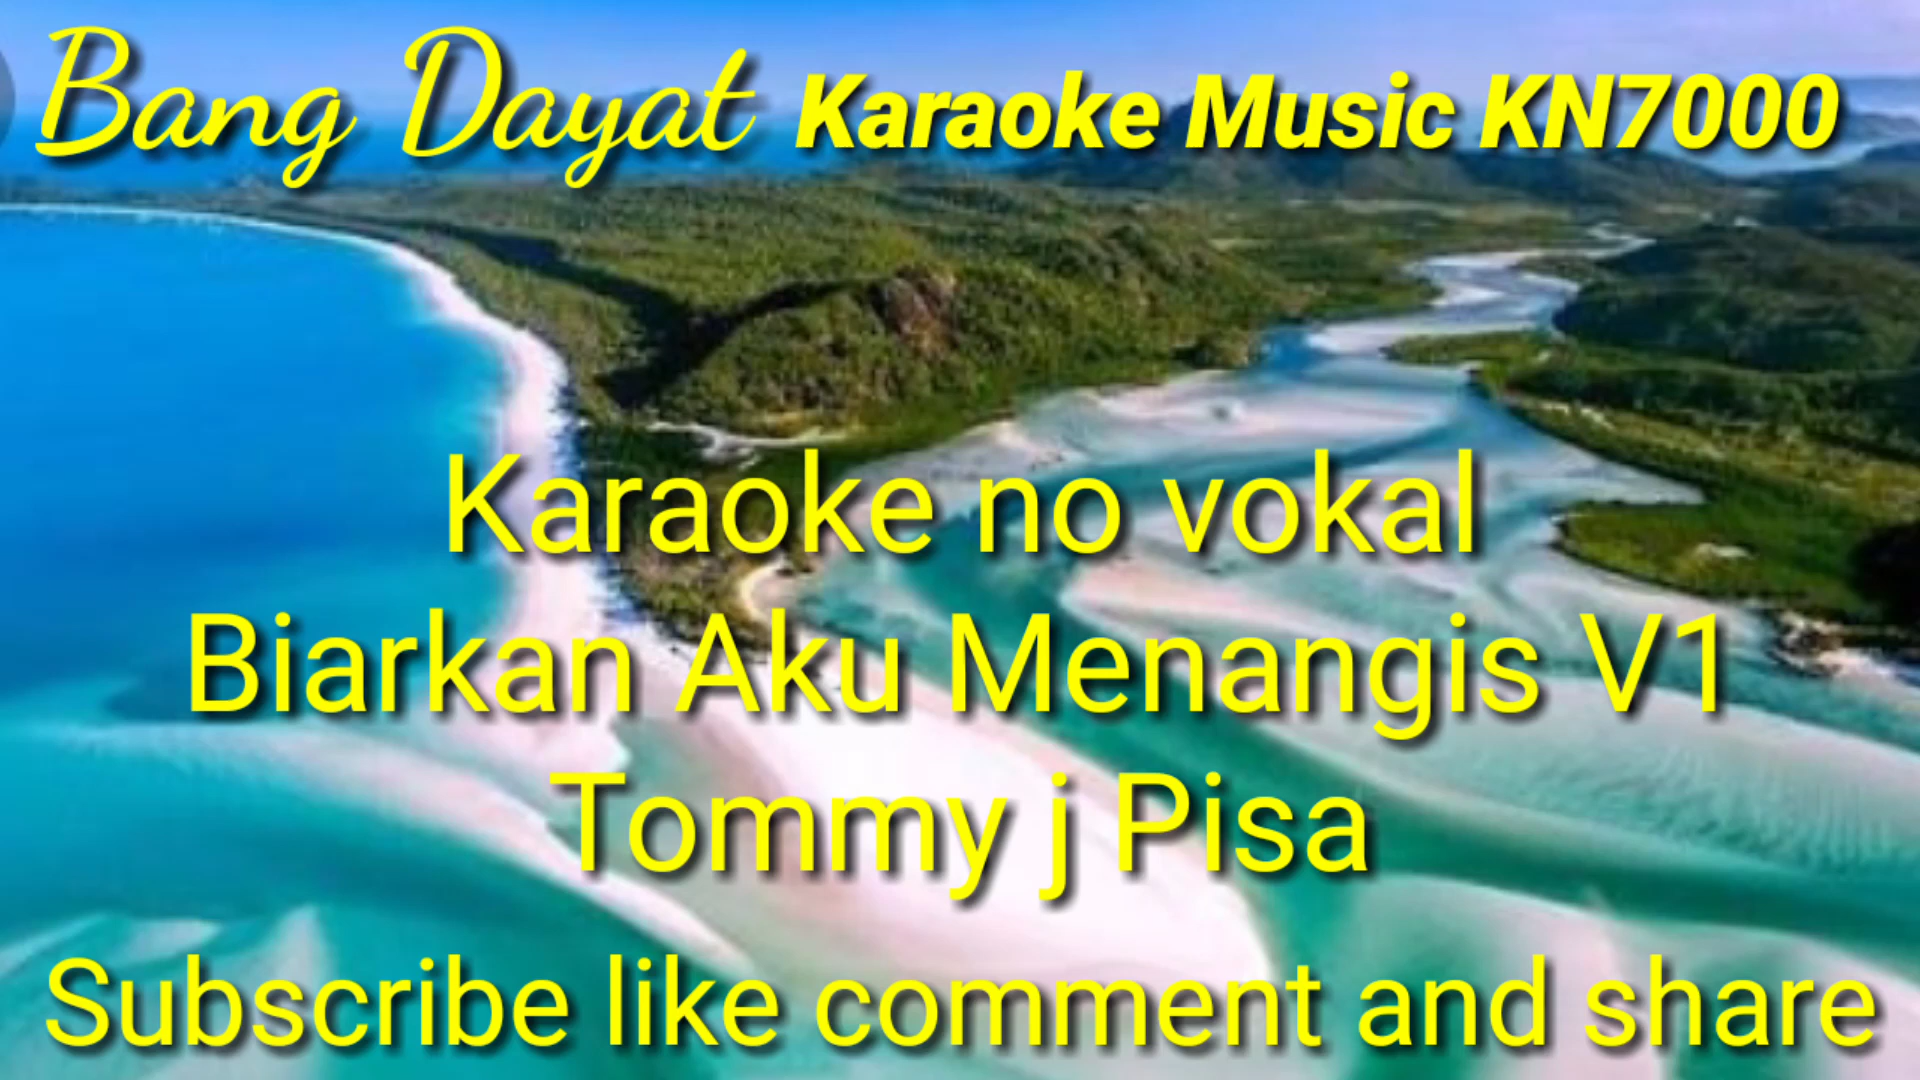 Bang Dayat Karaoke Music KN7000
Karaoke no vokal
Biarkan Aku Menangis V1
Tommy j Pisa
Subscribe like comment and share